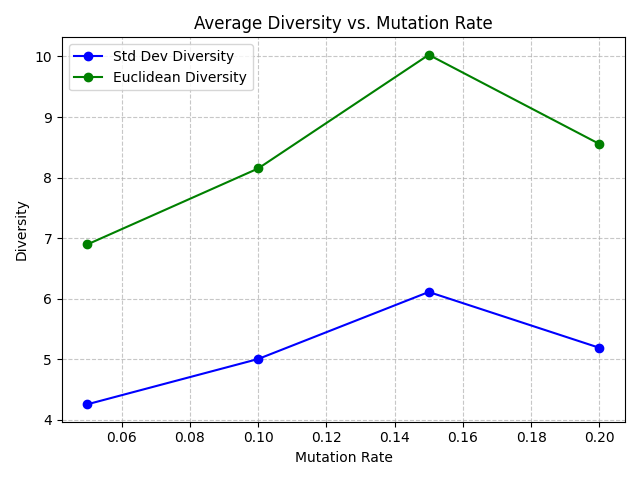 Average Diversity vs. Mutation Rate
Std Dev Diversity
Euclidean Diversity
10
9
8
7
6
5
4
Diversity
0.06 0.08 0.10 0.12 0.14 0.16 0.18 0.20
Mutation Rate